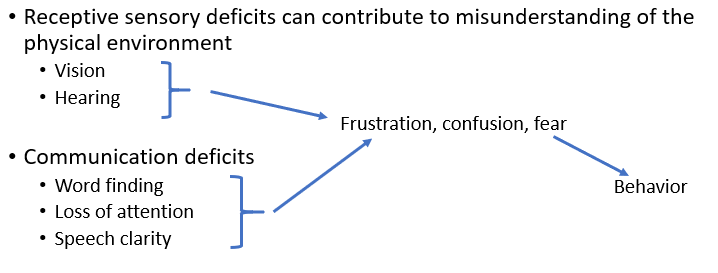 • Receptive sensory deficits can contribute to misunderstanding of the
physical environment
• Vision
• Hearing
Frustration, confusion, fear
• Communication deficits
• Word finding
Behavior
• Loss of attention
• Speech clarity